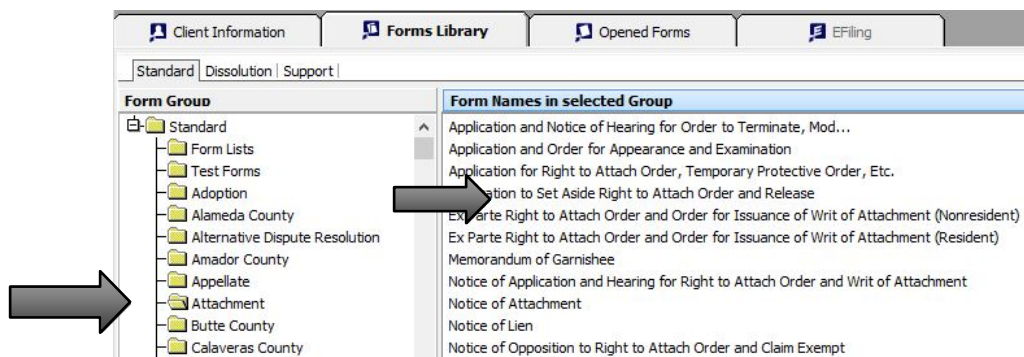 Client Information
Forms Library
Opened Forms
EFiling
Standard
Dissolution
Support
Form Group
Standard
Form Lists
Test Forms
Adoption
Alameda County
Alternative Dispute Resolution
Amador County
Appellate
Attachment
Butte County
Calaveras County
Form Names in selected Group
Application and Notice of Hearing for Order to Terminate, Mod...
Application and Order for Appearance and Examination
Application for Right to Attach Order, Temporary Protective Order, Etc.
to Set Aside Right to Attach Order and Release
Parte Right to Attach Order and Order for Issuance of Writ of Attachment (Nonresident)
Ex Parte Right to Attach Order and Order for Issuance of Writ of Attachment (Resident)
Memorandum of Garnishee
Notice of Application and Hearing for Right to Attach Order and Writ of Attachment
Notice of Attachment
Notice of Lien
Notice of Opposition to Right to Attach Order and Claim Exempt